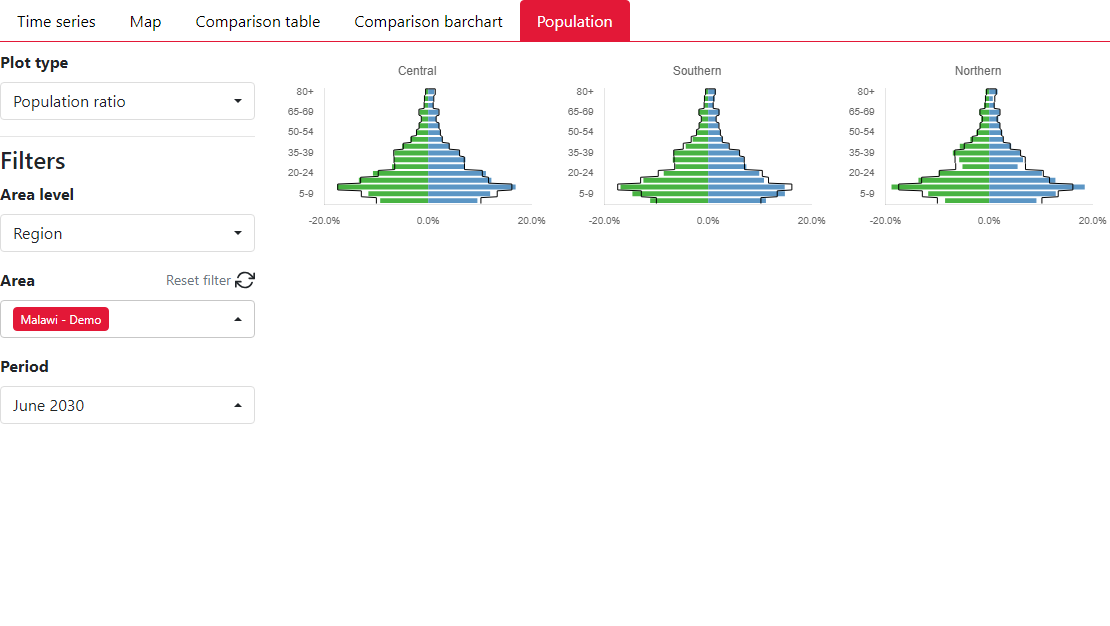 Time series Map Comparison table Comparison barchart Population
Plot type
Population ratio
Filters
Area level
Region
Area Reset filter
Malawi - Demo
Period
June 2030
Central
80+
65-69
50-54
35-39
20-24
5-9
-20.0% 0.0% 20.0%
Southern
80+
65-69
50-54
35-39
20-24
5-9
-20.0% 0.0% 20.0%
Northern
80+
65-69
50-54
35-39
20-24
5-9
-20.0% 0.0% 20.0%